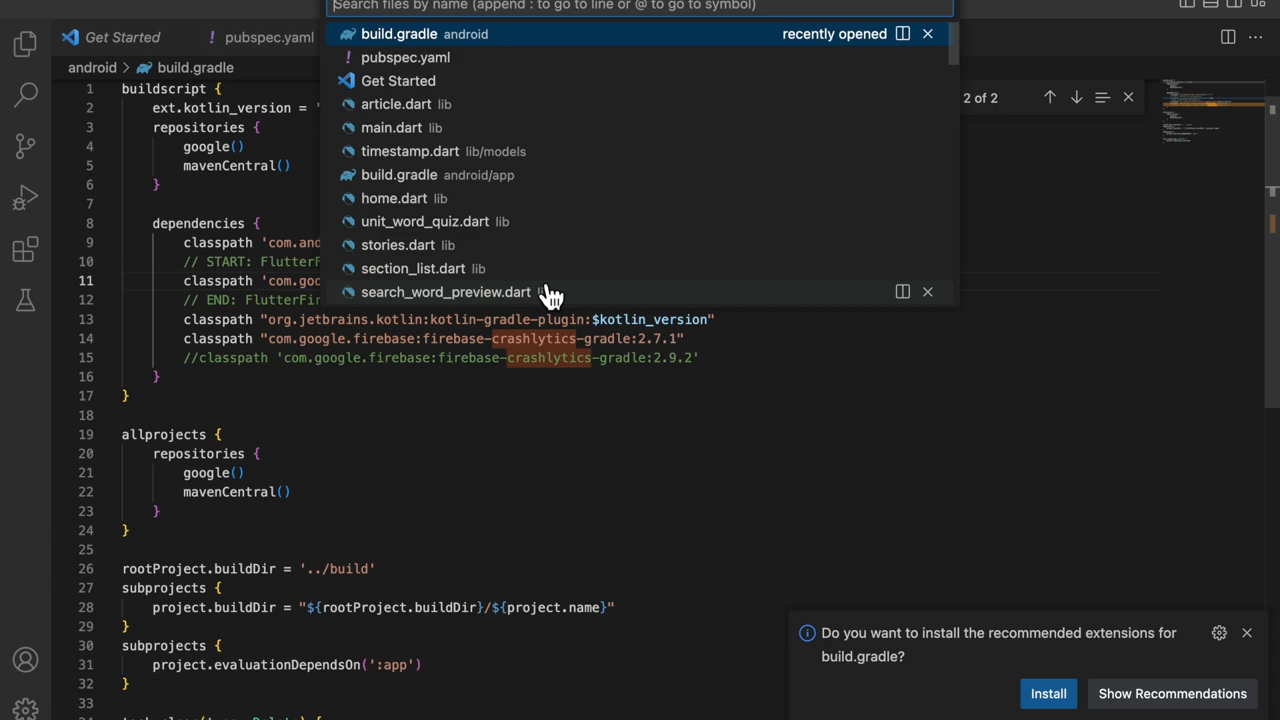 Search files by name (append : to go to line or @ to go to symbol)
build.gradle android recently opened
pubspec.yaml
Get Started
article.dart lib
main.dart lib
timestamp.dart lib/models
build.gradle android/app
home.dart lib
unit_word_quiz.dart lib
stories.dart lib
section_list.dart lib
search_word_preview.dart
Get Started
! pubspec.yaml
android > build.gradle
2 of 2
1 buildscript {
2 ext.kotlin_version = '
3 repositories {
4 google()
5 mavenCentral()
6 }
7
8 dependencies {
9 classpath 'com.and
10 // START: FlutterF
11 classpath 'com.goo
12 // END: FlutterFir
13 classpath "org.jetbrains.kotlin:kotlin-gradle-plugin:$kotlin_version"
14 classpath "com.google.firebase:firebase-crashlytics-gradle:2.7.1"
15 //classpath 'com.google.firebase:firebase-crashlytics-gradle:2.9.2'
16 }
17 }
18
19 allprojects {
20 repositories {
21 google()
22 mavenCentral()
23 }
24 }
25
26 rootProject.buildDir = '../build'
27 subprojects {
28 project.buildDir = "${rootProject.buildDir}/${project.name}"
29 }
30 subprojects {
31 project.evaluationDependsOn(':app')
32 }
33
Do you want to install the recommended extensions for
build.gradle?
Install
Show Recommendations